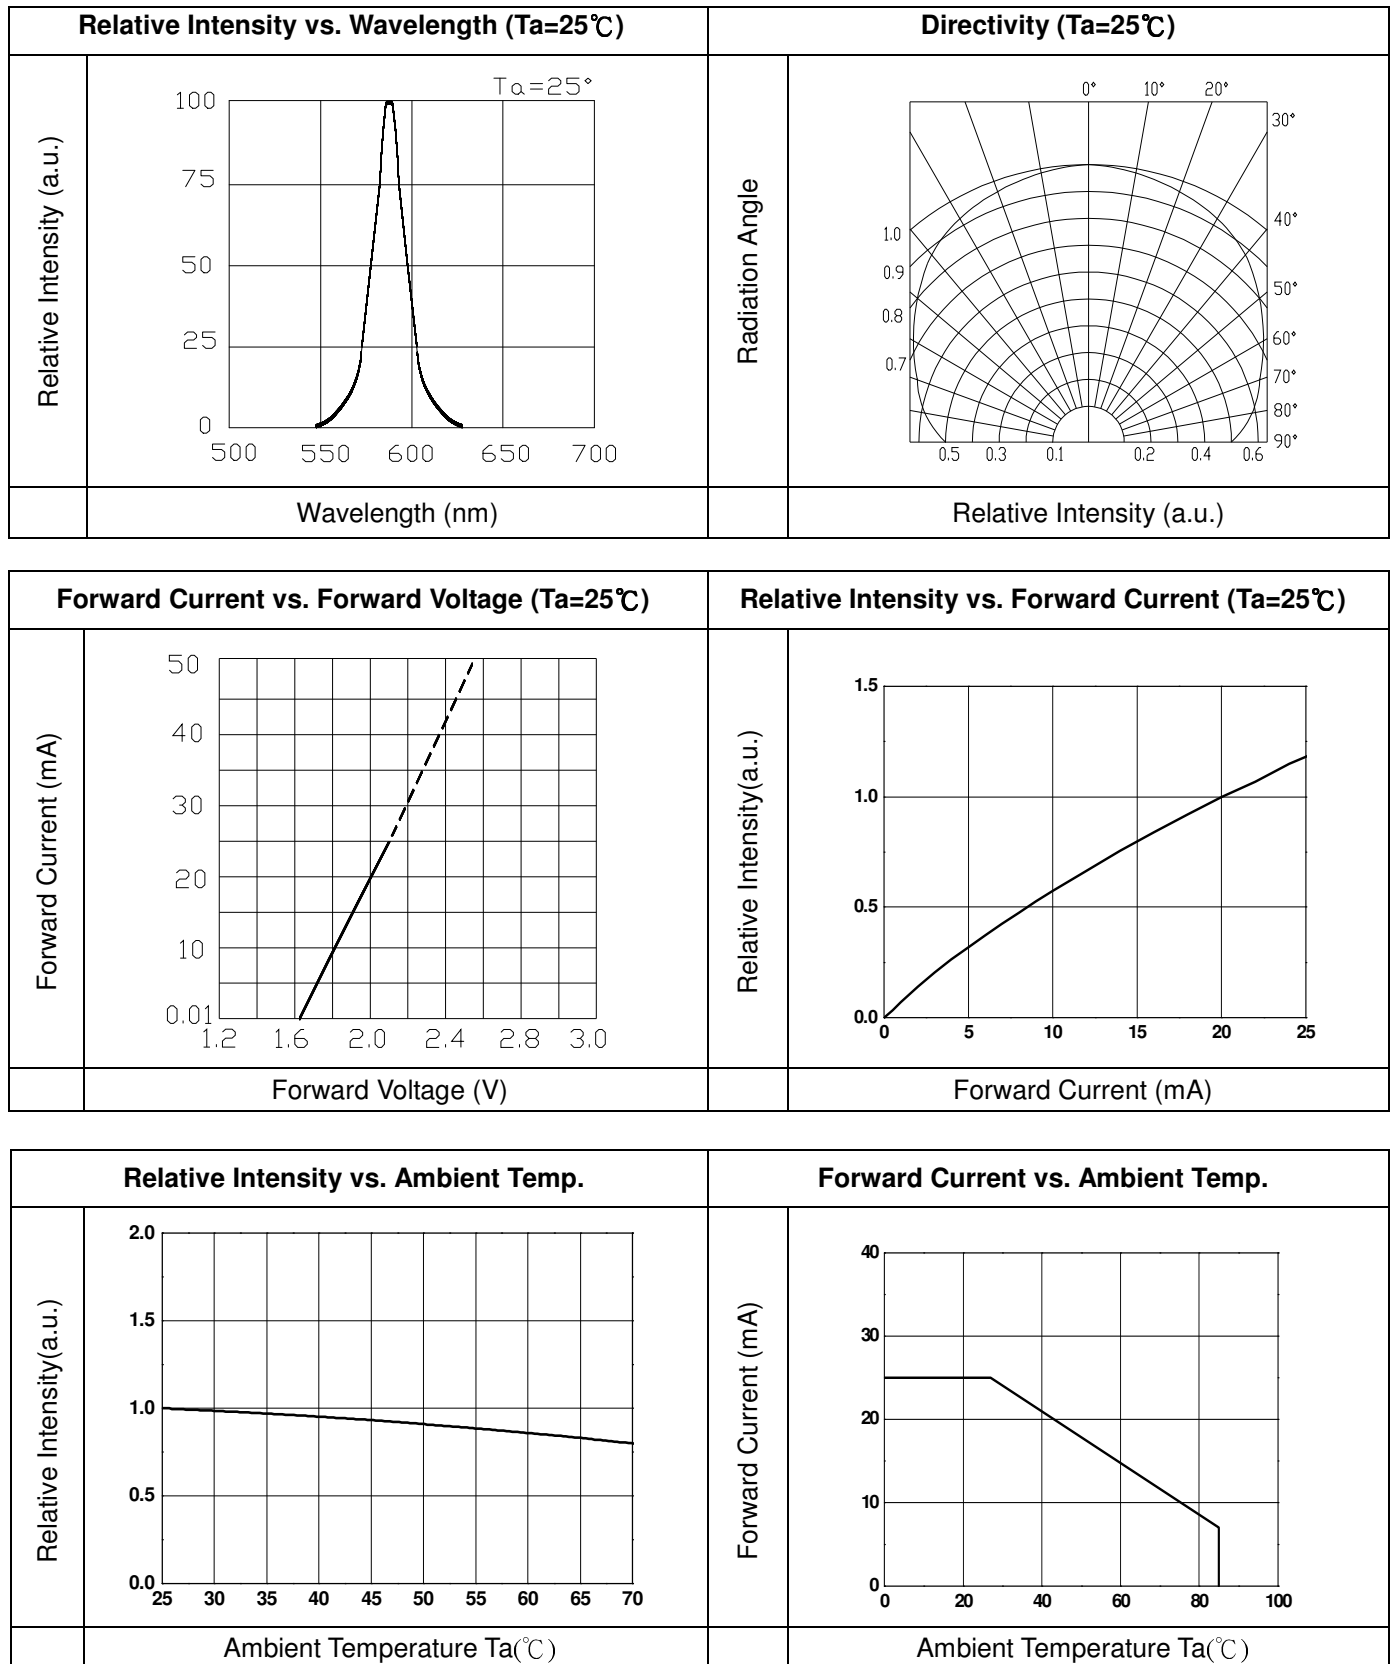 Relative Intensity vs. Wavelength (Ta=25℃)
Directivity (Ta=25℃)
Relative Intensity (a.u.)
Ta=25°
100
75
50
25
0
500 550 600 650 700
Wavelength (nm)
Radiation Angle
0° 10° 20°
30°
40°
50°
60°
70°
80°
90°
1.0
0.9
0.8
0.7
0.5 0.3 0.1 0.2 0.4 0.6
Relative Intensity (a.u.)
Forward Current vs. Forward Voltage (Ta=25℃)
Relative Intensity vs. Forward Current (Ta=25℃)
Forward Current (mA)
50
40
30
20
10
0.01
1.2 1.6 2.0 2.4 2.8 3.0
Forward Voltage (V)
Relative Intensity(a.u.)
1.5
1.0
0.5
0.0
0 5 10 15 20 25
Forward Current (mA)
Relative Intensity vs. Ambient Temp.
Forward Current vs. Ambient Temp.
Relative Intensity(a.u.)
2.0
1.5
1.0
0.5
0.0
25 30 35 40 45 50 55 65 70
Ambient Temperature Ta(℃)
Forward Current (mA)
40
30
20
10
0
0 20 40 60 80 100
Ambient Temperature Ta(℃)